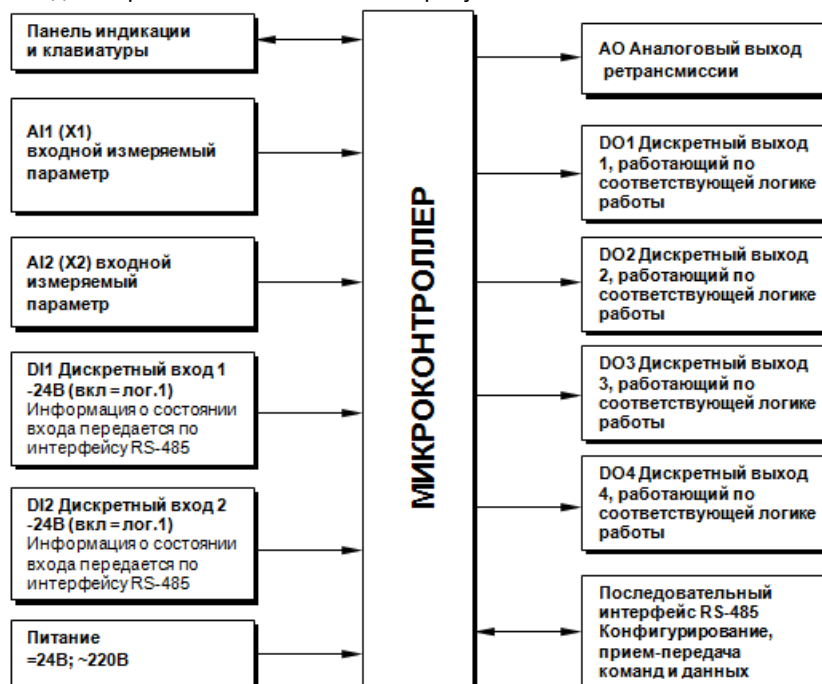 Панель индикации
и клавиатуры
AI1 (X1)
входной измеряемый
параметр
AI2 (X2) входной
измеряемый
параметр
DI1 Дискретный вход 1
-24В (вкл = лог.1)
Информация о состоянии
входа передается по
интерфейсу RS-485
DI2 Дискретный вход 2
-24В (вкл = лог.1)
Информация о состоянии
входа передается по
интерфейсу RS-485
Питание
=24В; ~220В
МИКРОКОНТРОЛЛЕР
АО Аналоговый выход
ретрансмиссии
DO1 Дискретный выход
1, работающий по
соответствующей логике
работы
DO2 Дискретный выход
2, работающий по
соответствующей логике
работы
DO3 Дискретный выход
3, работающий по
соответствующей логике
работы
DO4 Дискретный выход
4, работающий по
соответствующей логике
работы
Последовательный
интерфейс RS-485
Конфигурирование,
прием-передача
команд и данных